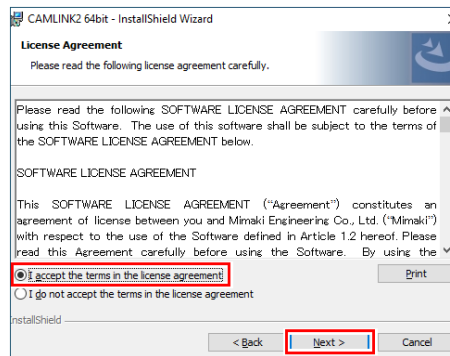 CAMLINK2 64bit - InstallShield Wizard
License Agreement
Please read the following license agreement carefully.
Please read the following SOFTWARE LICENSE AGREEMENT carefully before
using this Software. The use of this software shall be subject to the terms of
the SOFTWARE LICENSE AGREEMENT below.
SOFTWARE LICENSE AGREEMENT
This SOFTWARE LICENSE AGREEMENT (“Agreement”) constitutes an
agreement of license between you and Mimaki Engineering Co., Ltd. (“Mimaki”)
with respect to the use of the Software defined in Article 1.2 hereof. Please
read this Agreement carefully before using the Software. By using the
I accept the terms in the license agreement
Print
I do not accept the terms in the license agreement
InstallShield
< Back
Next >
Cancel